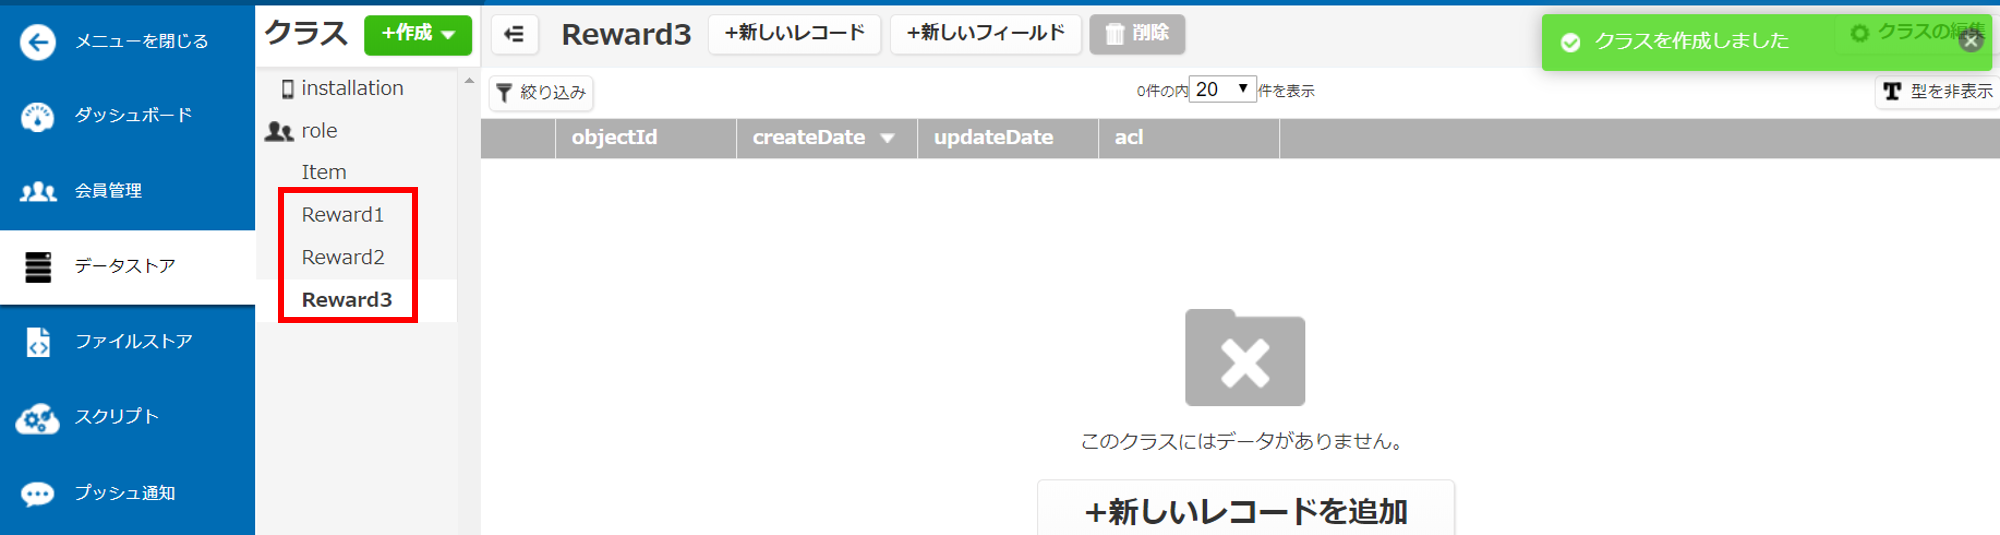 メニューを閉じる
ダッシュボード
会員管理
データストア
ファイルストア
スクリプト
プッシュ通知
クラス
+作成
installation
role
Item
Reward1
Reward2
Reward3
Reward3
+新しいレコード
+新しいフィールド
削除
クラスを作成しました
クラスの編集
絞り込み
0件の内 20 件を表示
型を非表示
objectId createDate updateDate acl
このクラスにはデータがありません。
+新しいレコードを追加